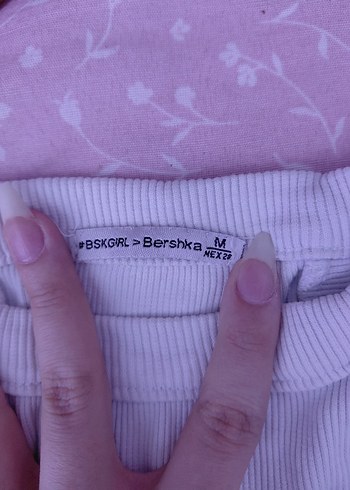 #BSKGIRL > Bershka M
MEX 28